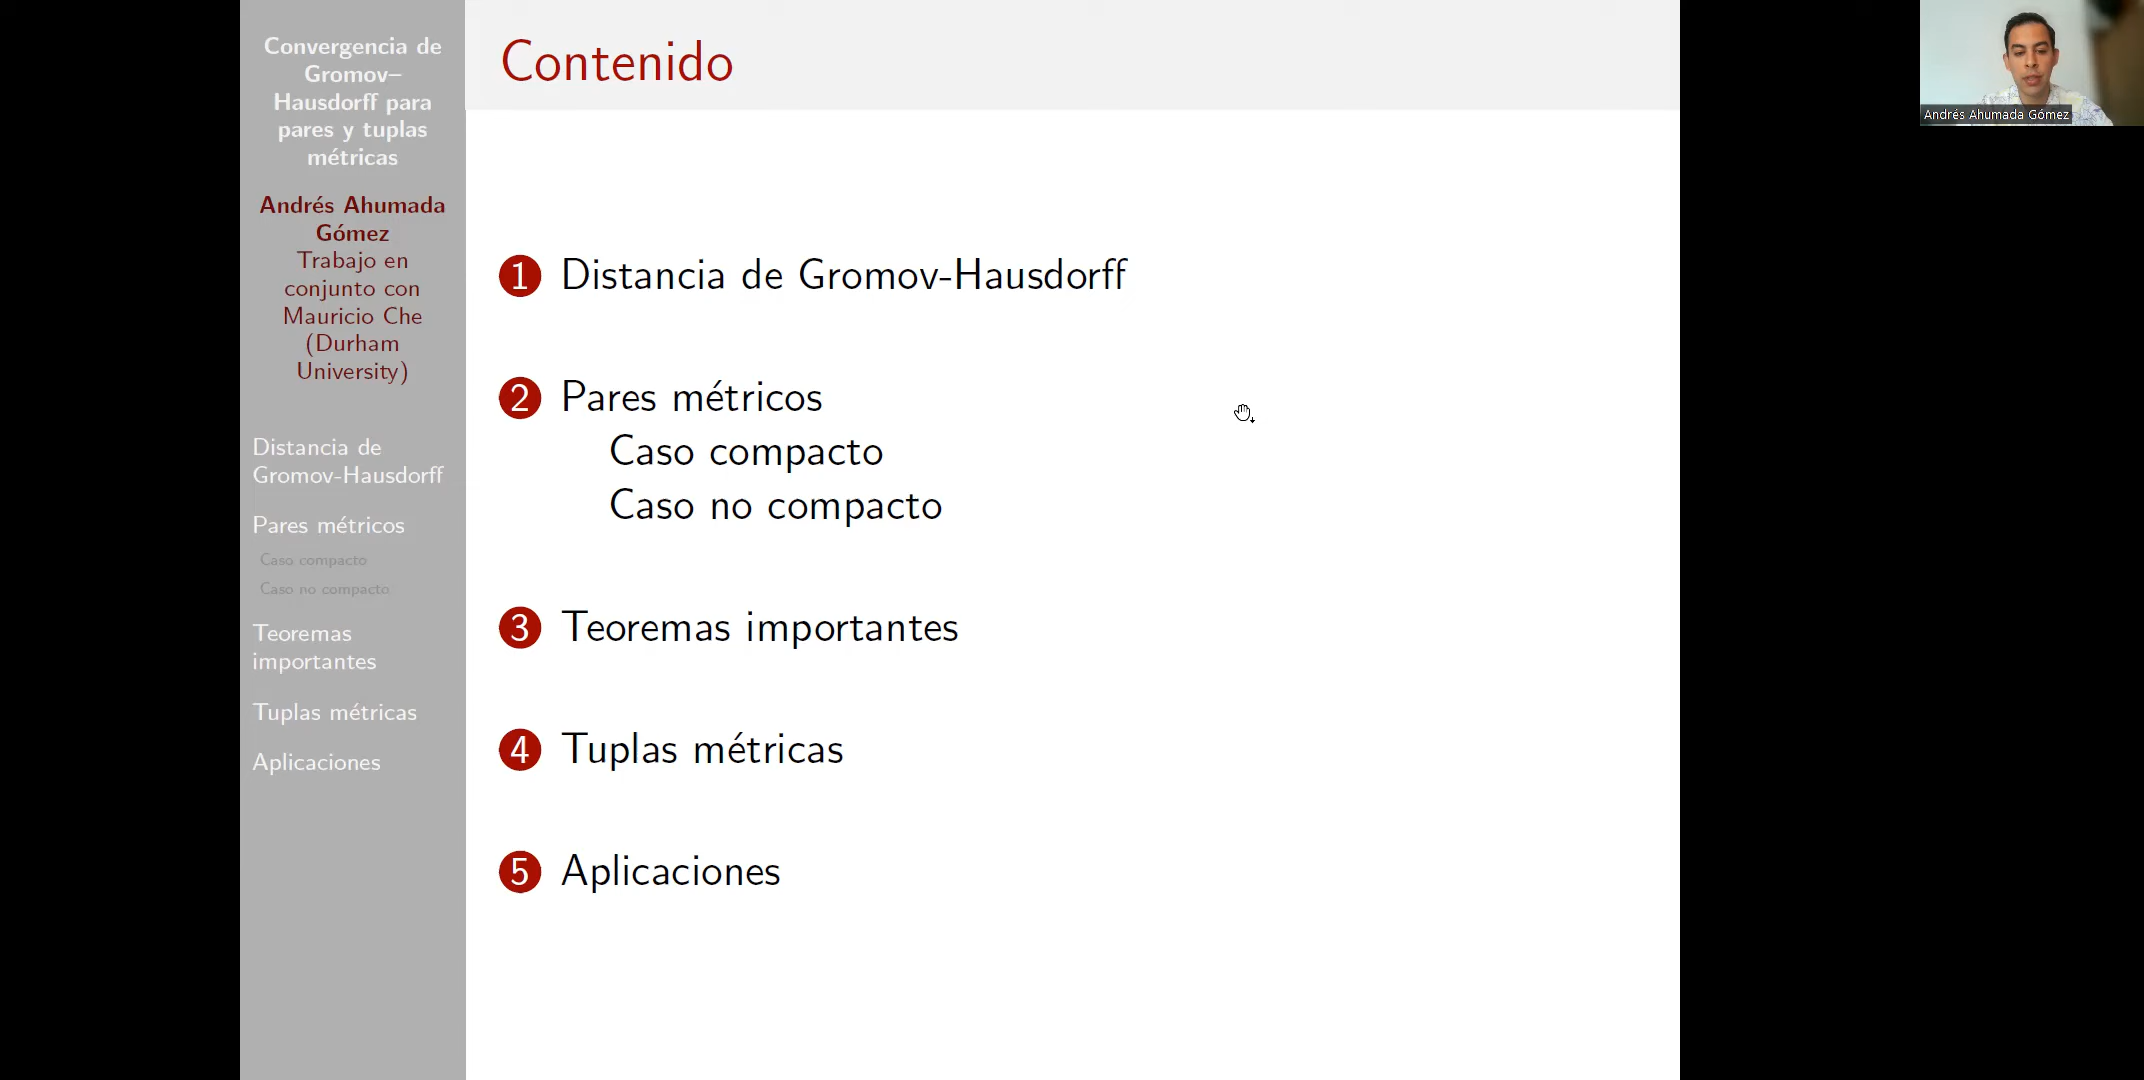 Convergencia de
Gromov–
Hausdorff para
pares y tuplas
métricas
Andrés Ahumada
Gómez
Trabajo en
conjunto con
Mauricio Che
(Durham
University)
Distancia de
Gromov-Hausdorff
Pares métricos
Caso compacto
Caso no compacto
Teoremas
importantes
Tuplas métricas
Aplicaciones
Contenido
1 Distancia de Gromov-Hausdorff
2 Pares métricos
Caso compacto
Caso no compacto
3 Teoremas importantes
4 Tuplas métricas
5 Aplicaciones
Andrés Ahumada Gómez